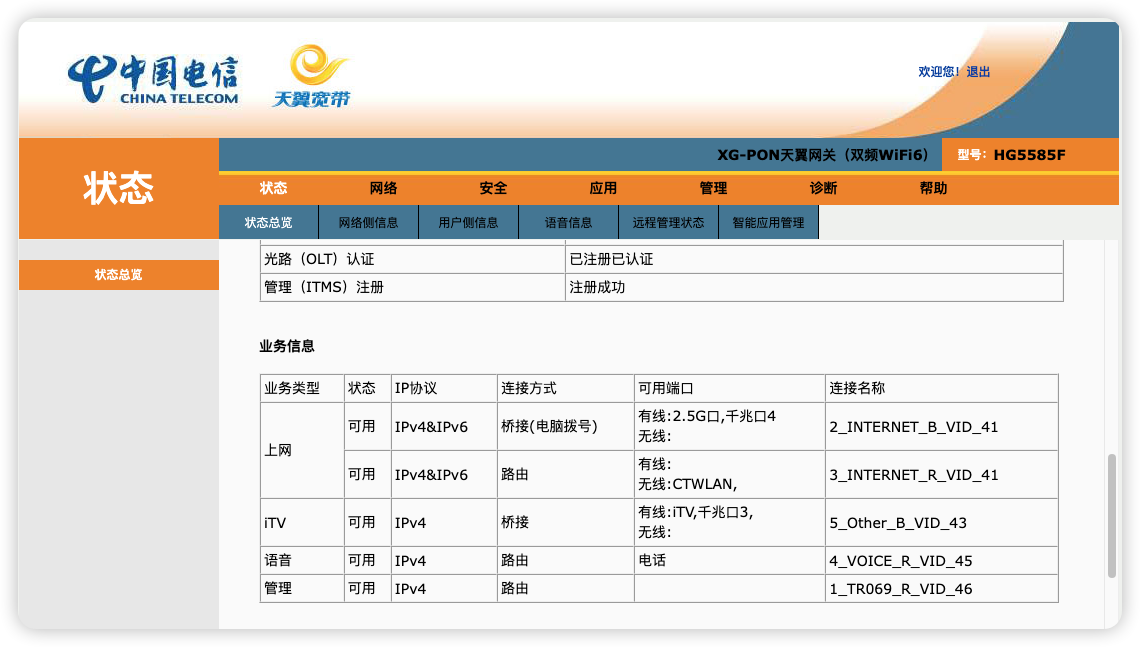 中国电信
CHINA TELECOM
天翼宽带
欢迎您！退出
XG-PON天翼网关（双频WiFi6）
型号：HG5585F
状态
状态 网络 安全 应用 管理 诊断 帮助
状态总览 网络侧信息 用户侧信息 语音信息 远程管理状态 智能应用管理
状态总览
光路（OLT）认证 已注册已认证
管理（ITMS）注册 注册成功
业务信息
业务类型 状态 IP协议 连接方式 可用端口 连接名称
上网 可用 IPv4&IPv6 桥接(电脑拨号) 有线:2.5G口,千兆口4
无线: 2_INTERNET_B_VID_41
可用 IPv4&IPv6 路由 有线:
无线:CTWLAN, 3_INTERNET_R_VID_41
iTV 可用 IPv4 桥接 有线:iTV,千兆口3,
无线: 5_Other_B_VID_43
语音 可用 IPv4 路由 电话 4_VOICE_R_VID_45
管理 可用 IPv4 路由 1_TR069_R_VID_46